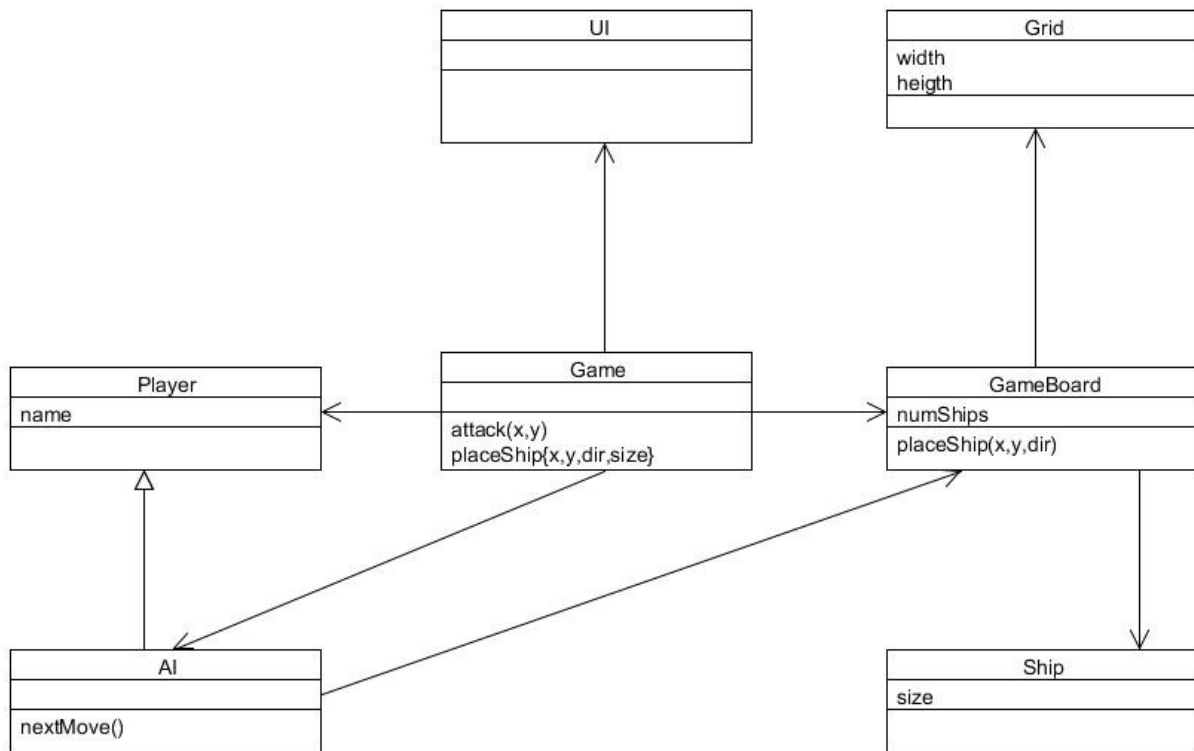 UI
Grid
width
heigth
Player
name
Game
attack(x,y)
placeShip{x,y,dir,size}
GameBoard
numShips
placeShip(x,y,dir)
AI
nextMove()
Ship
size